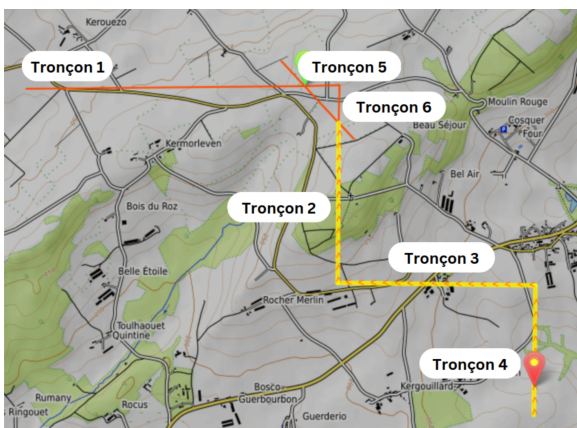 Kerouezo
Tronçon 1
Tronçon 5
Tronçon 6
Moulin Rouge
Beau Séjour
Cosquer
Four
P
Kermorleven
Bel Air
Bois du Roz
Tronçon 2
Tronçon 3
Belle Étoile
Rocher Merlin
Toulhaouet
Quintine
Tronçon 4
Bosco
Guerbourbon
Kergouillard
Rumany
Rocus
s Ringouet
Guerderio